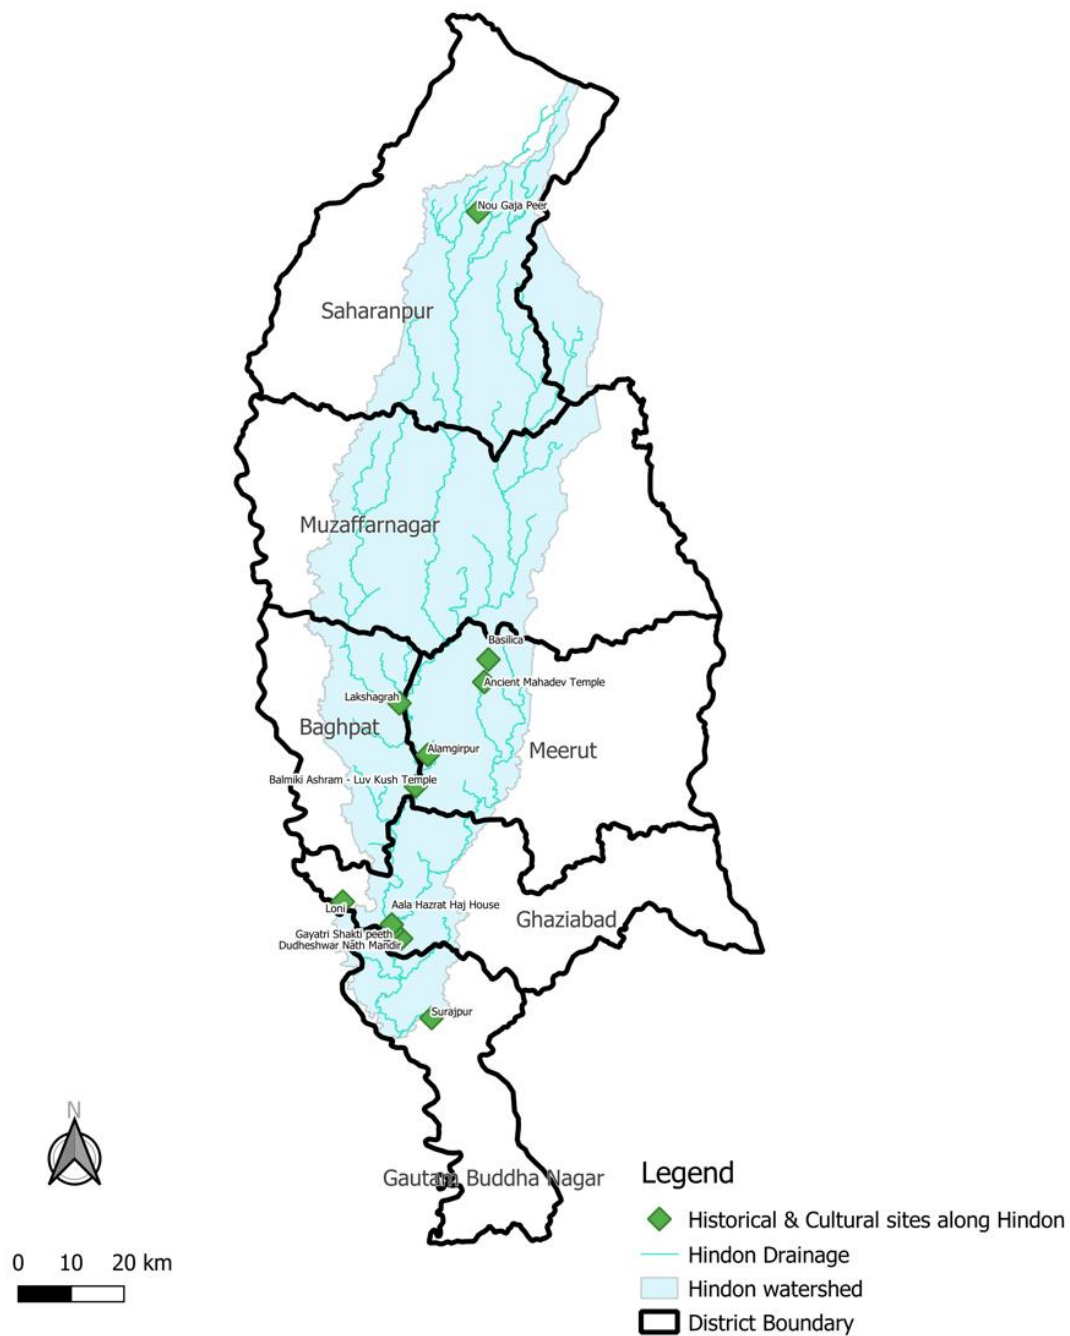 Nou Gaja Peer
Saharanpur
Muzaffarnagar
Basilica
Ancient Mahadev Temple
Lakshagrah
Baghpat
Alamgirpur
Meerut
Balmiki Ashram - Luv Kush Temple
Aala Hazrat Haj House
Loni
Ghaziabad
Gayatri Shakti peeth
Dudheshwar Nath Mandir
Surajpur
N
Gautam Buddha Nagar
Legend
Historical & Cultural sites along Hindon
Hindon Drainage
Hindon watershed
District Boundary
0 10 20 km